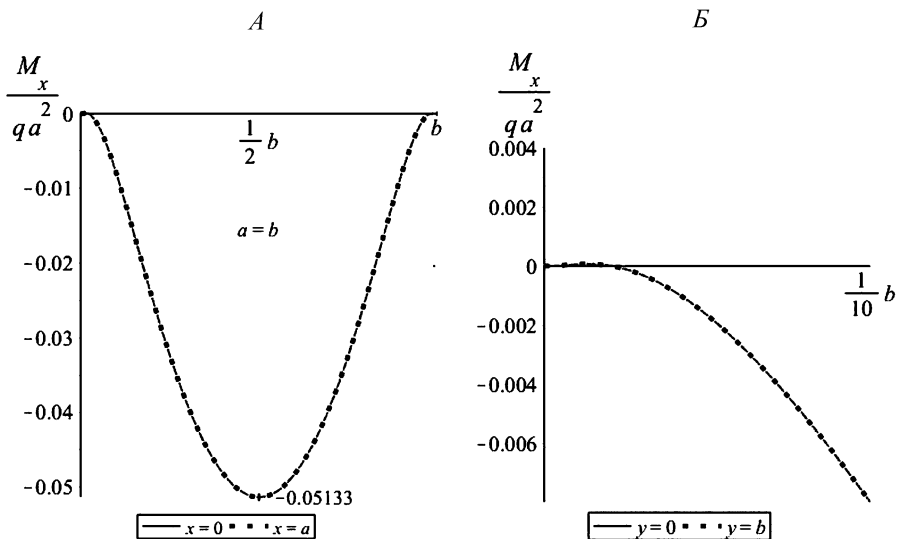 А
M_x
qa^2
0
1
2
b
b
−0.01
a = b
−0.02
−0.03
−0.04
−0.05
−0.05133
x = 0 x = a
Б
M_x
qa^2
0.004
0.002
0
1
10
b
−0.002
−0.004
−0.006
y = 0 y = b